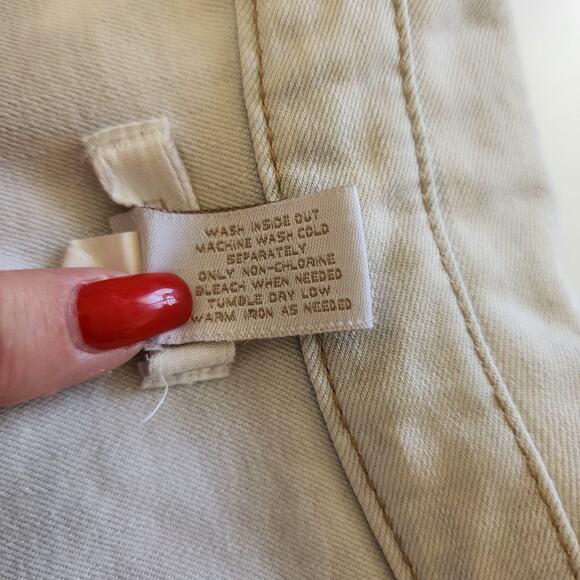 WASH INSIDE OUT
MACHINE WASH COLD
SEPARATELY
ONLY NON-CHLORINE
BLEACH WHEN NEEDED
TUMBLE DRY LOW
WARM IRON AS NEEDED